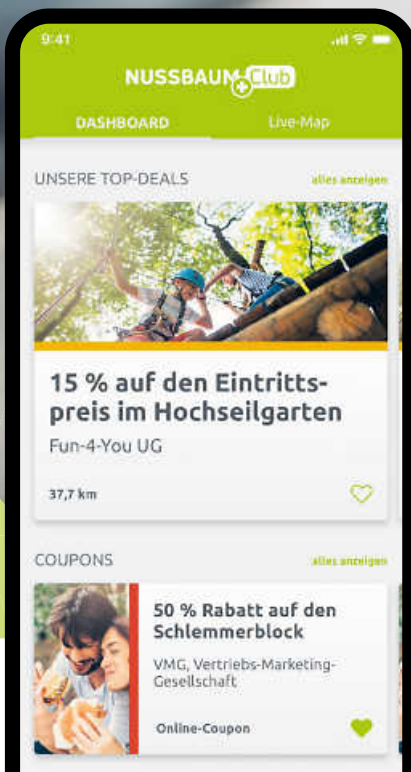 9:41
NUSSBAUM Club
DASHBOARD Live-Map
UNSERE TOP-DEALS alles anzeigen
15 % auf den Eintritts-
preis im Hochseilgarten
Fun-4-You UG
37,7 km
COUPONS alles anzeigen
50 % Rabatt auf den
Schlemmerblock
VMG, Vertriebs-Marketing-
Gesellschaft
Online-Coupon